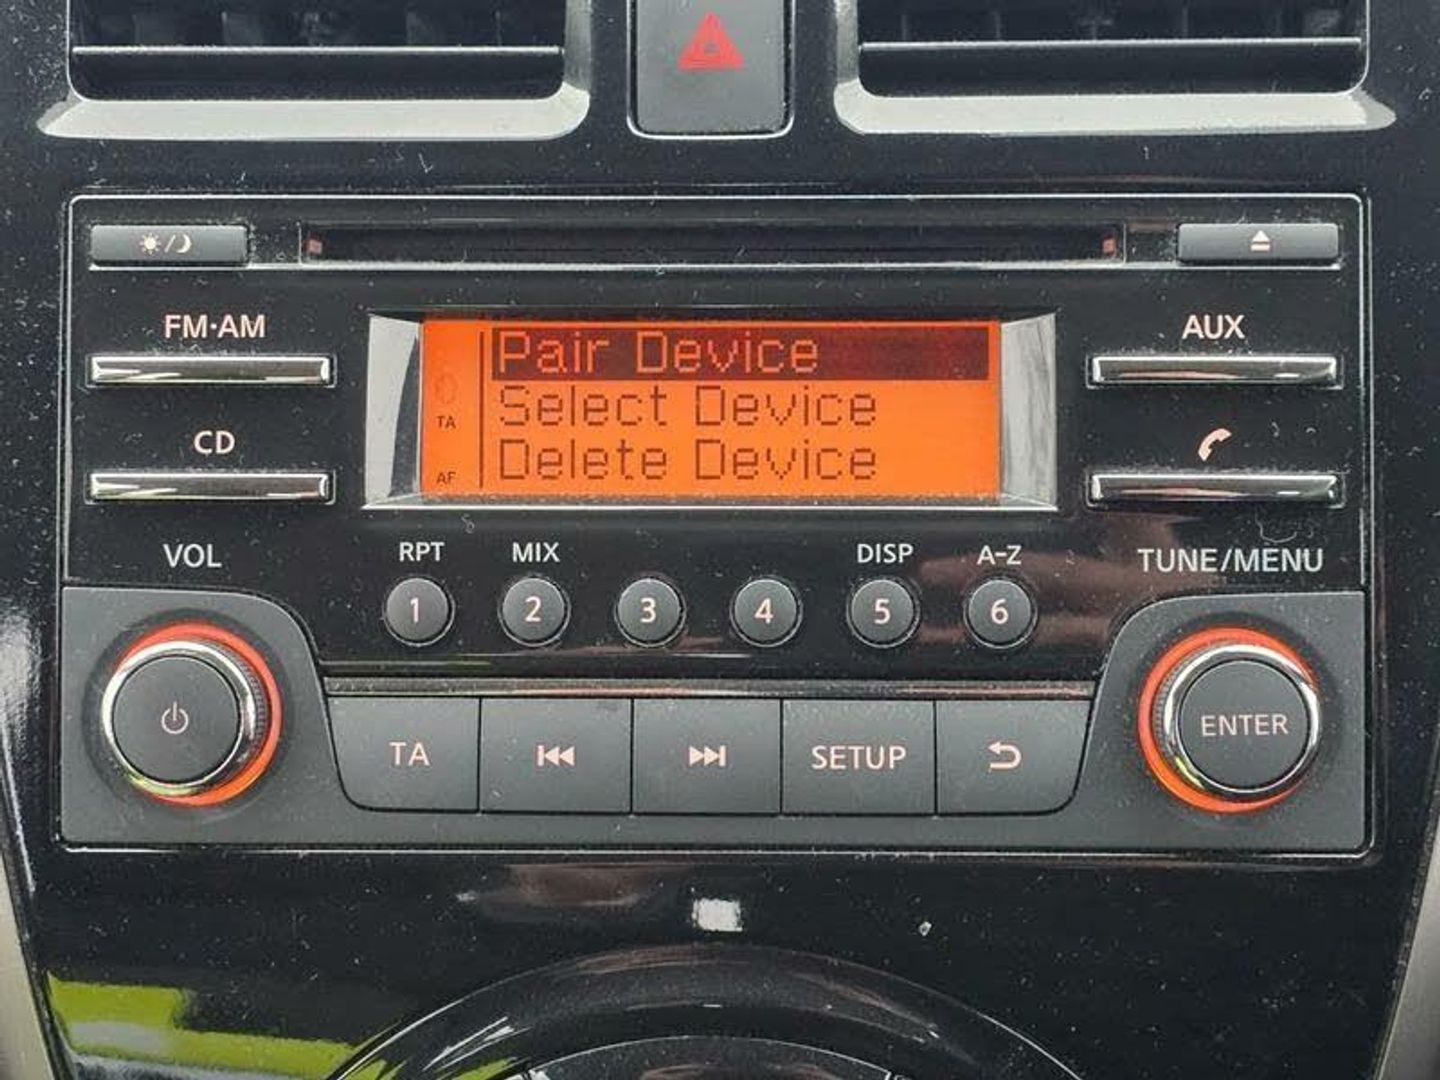 FM·AM
AUX
Pair Device
Select Device
TA
CD
Delete Device
AF
VOL
RPT
MIX
DISP
A-Z
TUNE/MENU
1
2
3
4
5
6
TA
SETUP
ENTER